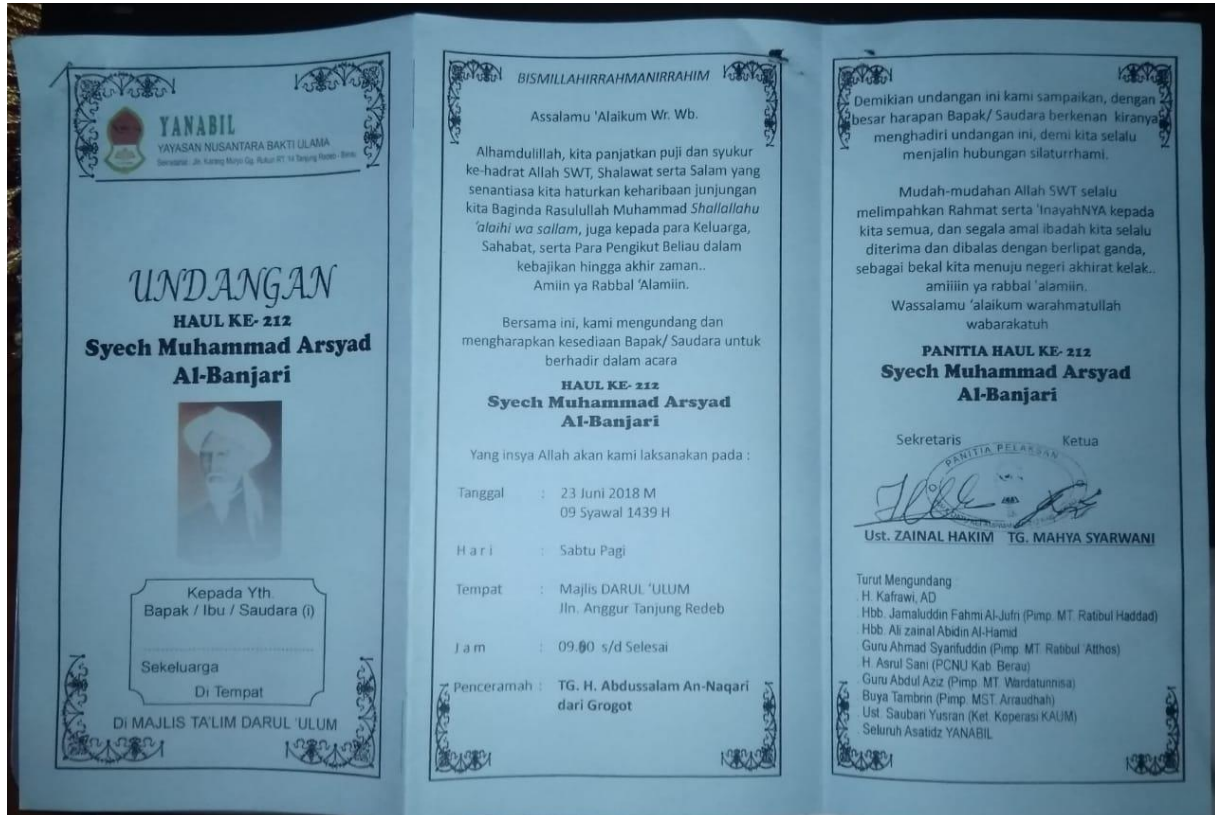 YANABIL
YAYASAN NUSANTARA BAKTI ULAMA
Sekretariat : Jln. Karang Mulyo Gg. Rukun RT. 14 Tanjung Redeb - Berau
UNDANGAN
HAUL KE- 212
Syech Muhammad Arsyad
Al-Banjari
Kepada Yth.
Bapak / Ibu / Saudara (i)
Sekeluarga
Di Tempat
Di MAJLIS TA'LIM DARUL 'ULUM
BISMILLAHIRRAHMANIRRAHIM
Assalamu 'Alaikum Wr. Wb.
Alhamdulillah, kita panjatkan puji dan syukur
ke-hadrat Allah SWT, Shalawat serta Salam yang
senantiasa kita haturkan keharibaan junjungan
kita Baginda Rasulullah Muhammad Shallallahu
'alaihi wa sallam, juga kepada para Keluarga,
Sahabat, serta Para Pengikut Beliau dalam
kebajikan hingga akhir zaman..
Amiin ya Rabbal 'Alamiin.
Bersama ini, kami mengundang dan
mengharapkan kesediaan Bapak/ Saudara untuk
berhadir dalam acara
HAUL KE- 212
Syech Muhammad Arsyad
Al-Banjari
Yang insya Allah akan kami laksanakan pada :
Tanggal : 23 Juni 2018 M
09 Syawal 1439 H
H a r i : Sabtu Pagi
Tempat : Majlis DARUL 'ULUM
Jln. Anggur Tanjung Redeb
J a m : 09.00 s/d Selesai
Penceramah : TG. H. Abdussalam An-Naqari
dari Grogot
Demikian undangan ini kami sampaikan, dengan
besar harapan Bapak/ Saudara berkenan kiranya
menghadiri undangan ini, demi kita selalu
menjalin hubungan silaturrhami.
Mudah-mudahan Allah SWT selalu
melimpahkan Rahmat serta 'InayahNYA kepada
kita semua, dan segala amal ibadah kita selalu
diterima dan dibalas dengan berlipat ganda,
sebagai bekal kita menuju negeri akhirat kelak..
amiiiin ya rabbal 'alamiin.
Wassalamu 'alaikum warahmatullah
wabarakatuh
PANITIA HAUL KE- 212
Syech Muhammad Arsyad
Al-Banjari
Sekretaris Ketua
PANITIA PELAKSAN
Ust. ZAINAL HAKIM TG. MAHYA SYARWANI
Turut Mengundang
H. Kafrawi, AD
Hbb. Jamaluddin Fahmi Al-Jufri (Pimp. MT. Ratibul Haddad)
Hbb. Ali zainal Abidin Al-Hamid
Guru Ahmad Syarifuddin (Pimp. MT. Ratibul 'Atthos)
H. Asrul Sani (PCNU Kab. Berau)
Guru Abdul Aziz (Pimp. MT. Wardatunnisa)
Buya Tambrin (Pimp. MST. Arraudhah)
Ust. Saubari Yusran (Ket. Koperasi KAUM)
Seluruh Asatidz YANABIL